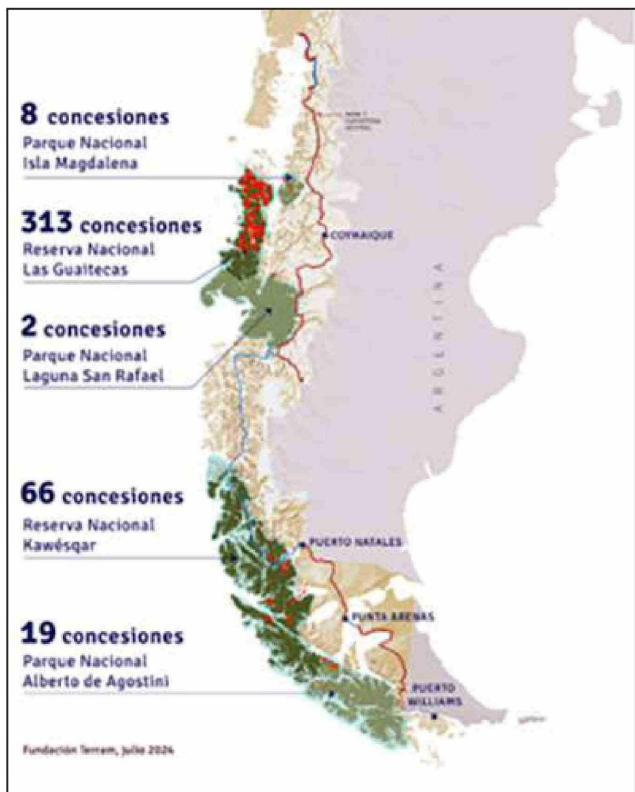 8 concesiones
Parque Nacional
Isla Magdalena
313 concesiones
Reserva Nacional
Las Guaitecas
COYHAIQUE
2 concesiones
Parque Nacional
Laguna San Rafael
ARGENTINA
66 concesiones
Reserva Nacional
Kawésqar
PUERTO NATALES
PUNTA ARENAS
19 concesiones
Parque Nacional
Alberto de Agostini
PUERTO
WILLIAMS
Fundación Terram, julio 2024